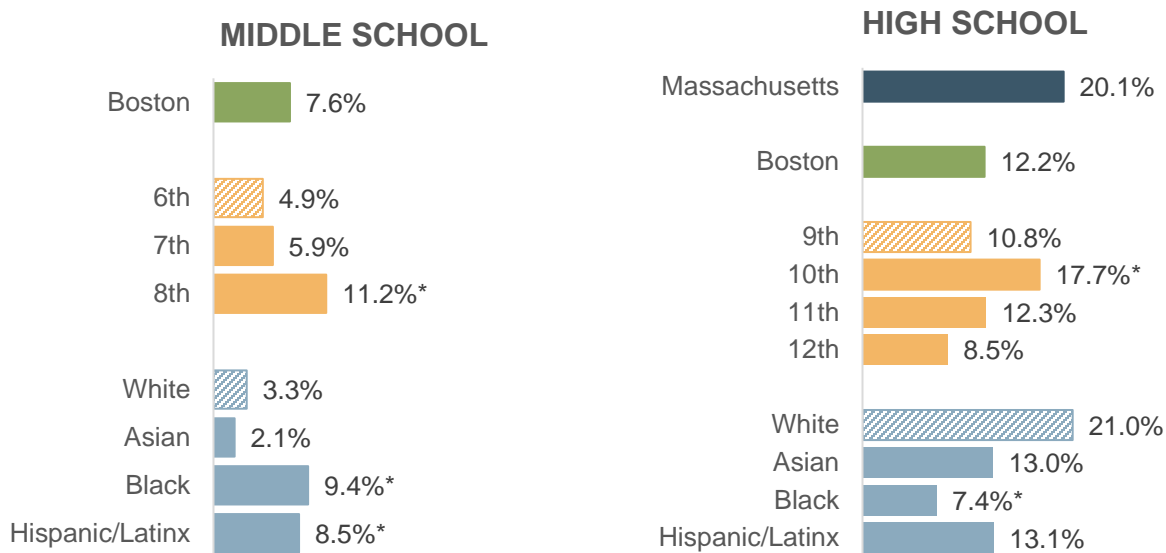 MIDDLE SCHOOL
Boston 7.6%
6th 4.9%
7th 5.9%
8th 11.2%*
White 3.3%
Asian 2.1%
Black 9.4%*
Hispanic/Latinx 8.5%*
HIGH SCHOOL
Massachusetts 20.1%
Boston 12.2%
9th 10.8%
10th 17.7%*
11th 12.3%
12th 8.5%
White 21.0%
Asian 13.0%
Black 7.4%*
Hispanic/Latinx 13.1%